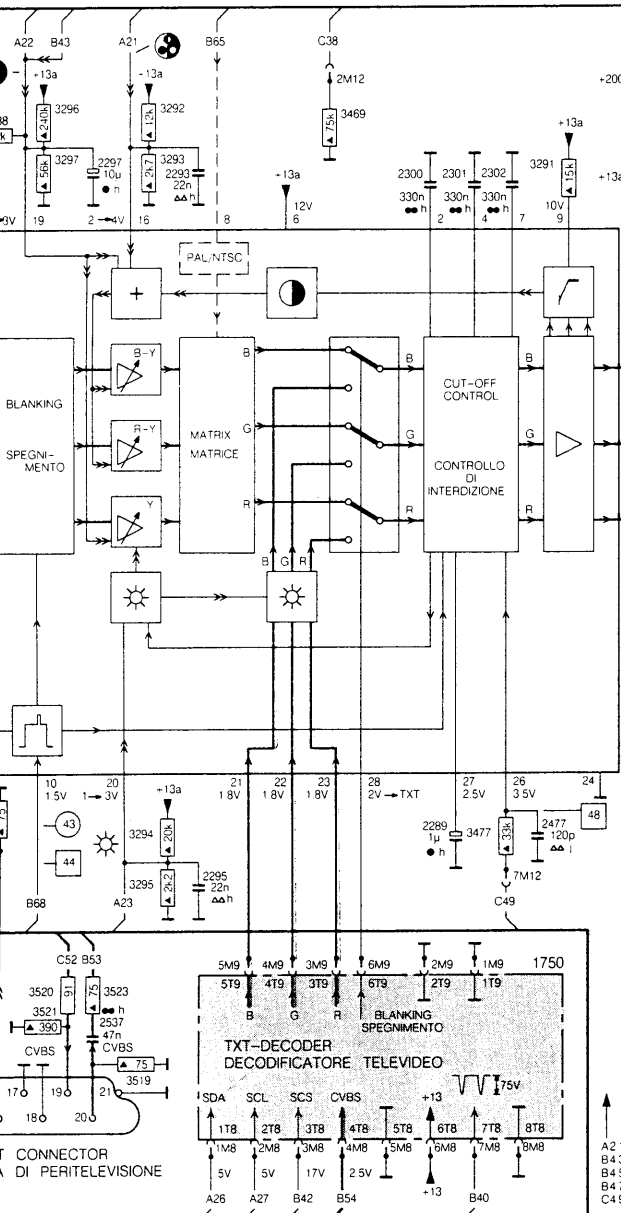 A22 B43 A21 B65 C38
+13a +13a 2M12 +200
240k 3296 12k 3292 75k 3469 +13a
56k 3297 2297 10µ h 2k7 3293 2293 22n h +13a 12V 2300 330n h 2301 330n h 2302 330n h 3291 15k 10V +13a
3V 19 2 → 4V 16 8 6 2 4 7 9
PAL/NTSC
+
B-Y B B B
BLANKING
CUT-OFF
CONTROL
R-Y G G G
MATRIX
MATRICE
SPEGNI-
MENTO
CONTROLLO
DI
INTERDIZIONE
Y R R R
B G R
10 1.5V 1 → 3V 20 21 1.8V 22 1.8V 23 1.8V 28 2V → TXT 27 2.5V 26 3.5V 24
75 43 +13a
3294 20k 2289 1µ h 3477 33k 2477 120p 48
44
3295 2k2 2295 22n h 7M12
B68 A23 C49
C52 B53 5M9 4M9 3M9 6M9 2M9 1M9 1750
3520 91 75 3523 h 5T9 4T9 3T9 6T9 2T9 1T9
3521 390 2537 47n B G R BLANKING
SPEGNIMENTO
CVBS CVBS
TXT-DECODER
DECODIFICATORE TELEVIDEO
75 3519
17 19 21 SDA SCL SCS CVBS +13 75V
18 20 1T8 2T8 3T8 4T8 5T8 6T8 7T8 8T8
1M8 2M8 3M8 4M8 5M8 6M8 7M8 8M8
T CONNECTOR
A DI PERITELEVISIONE
5V 5V 17V 2.5V +13
A26 A27 B42 B54 B40
B43
B45
B47
C49